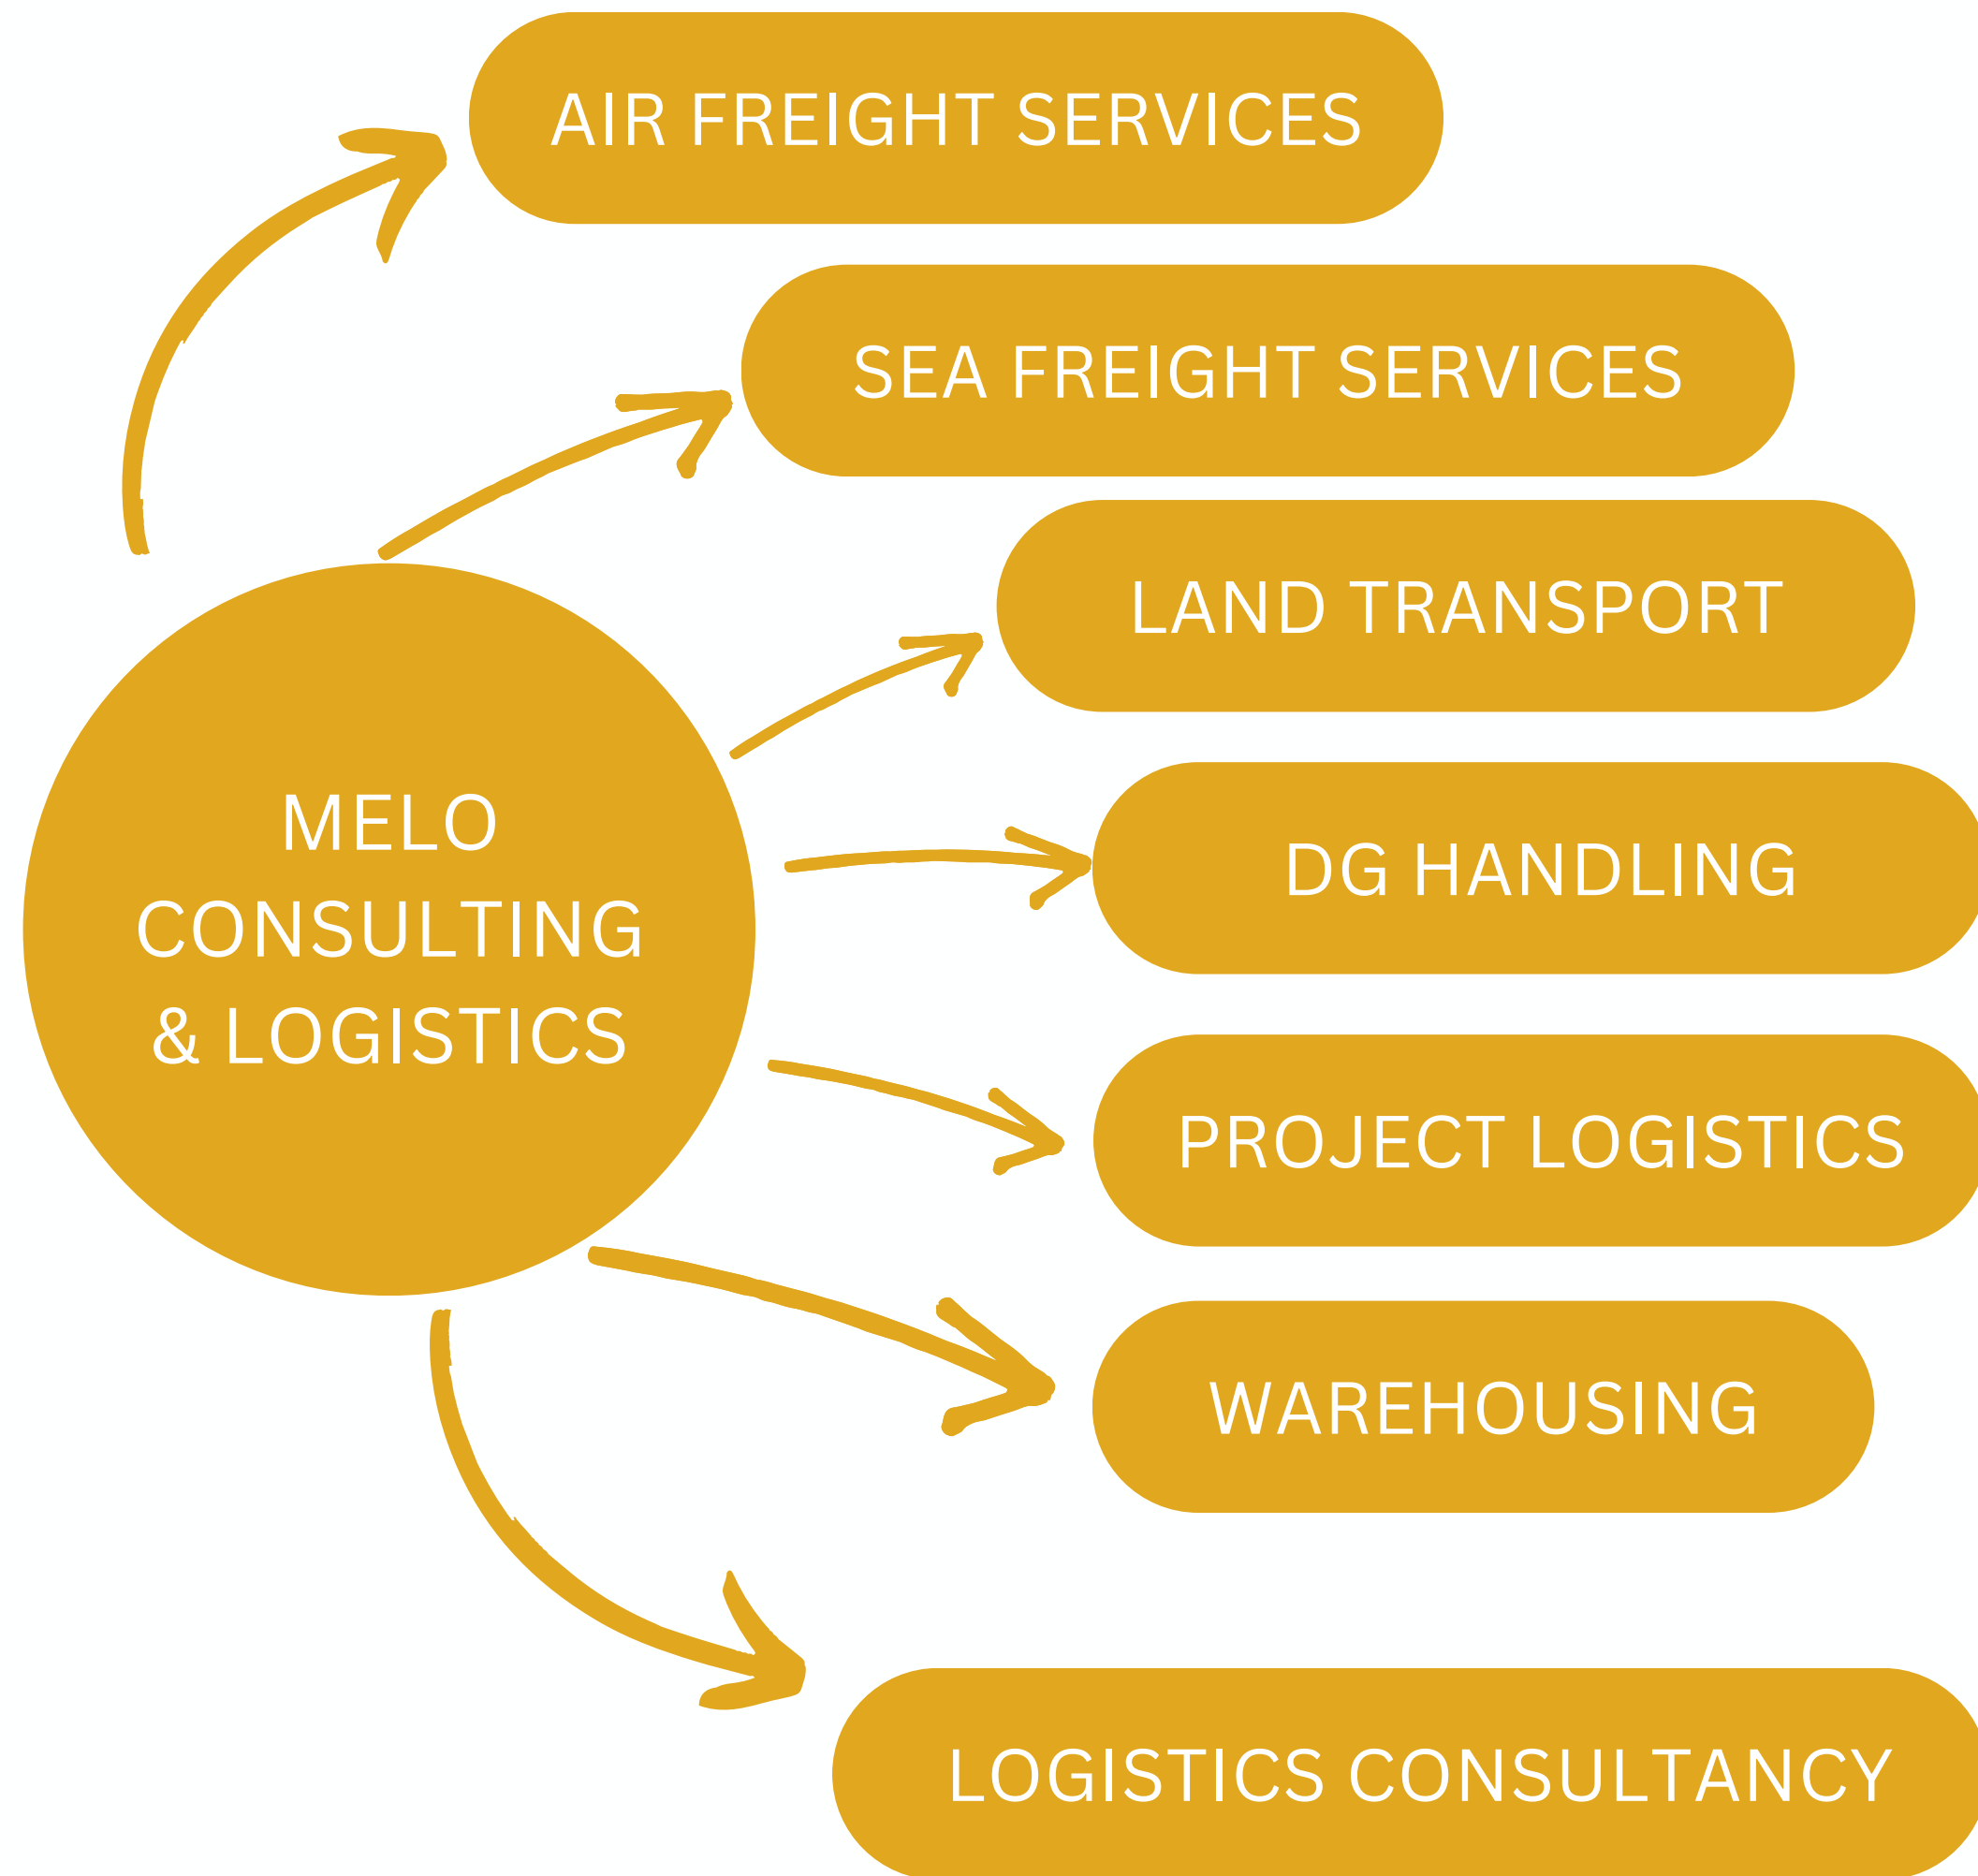 AIR FREIGHT SERVICES
SEA FREIGHT SERVICES
LAND TRANSPORT
DG HANDLING
MELO
CONSULTING
& LOGISTICS
PROJECT LOGISTICS
WAREHOUSING
LOGISTICS CONSULTANCY